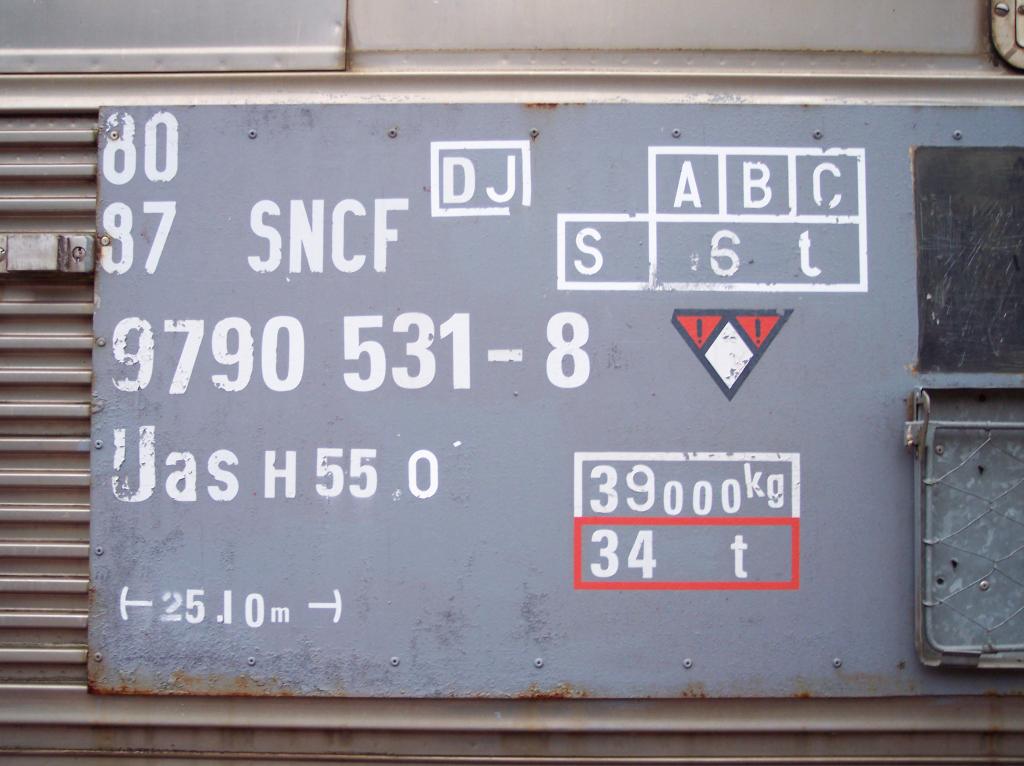 80
87 SNCF DJ
A B C
S 6 t
9790 531-8
Uas H 55 0
39000kg
34 t
25.10m